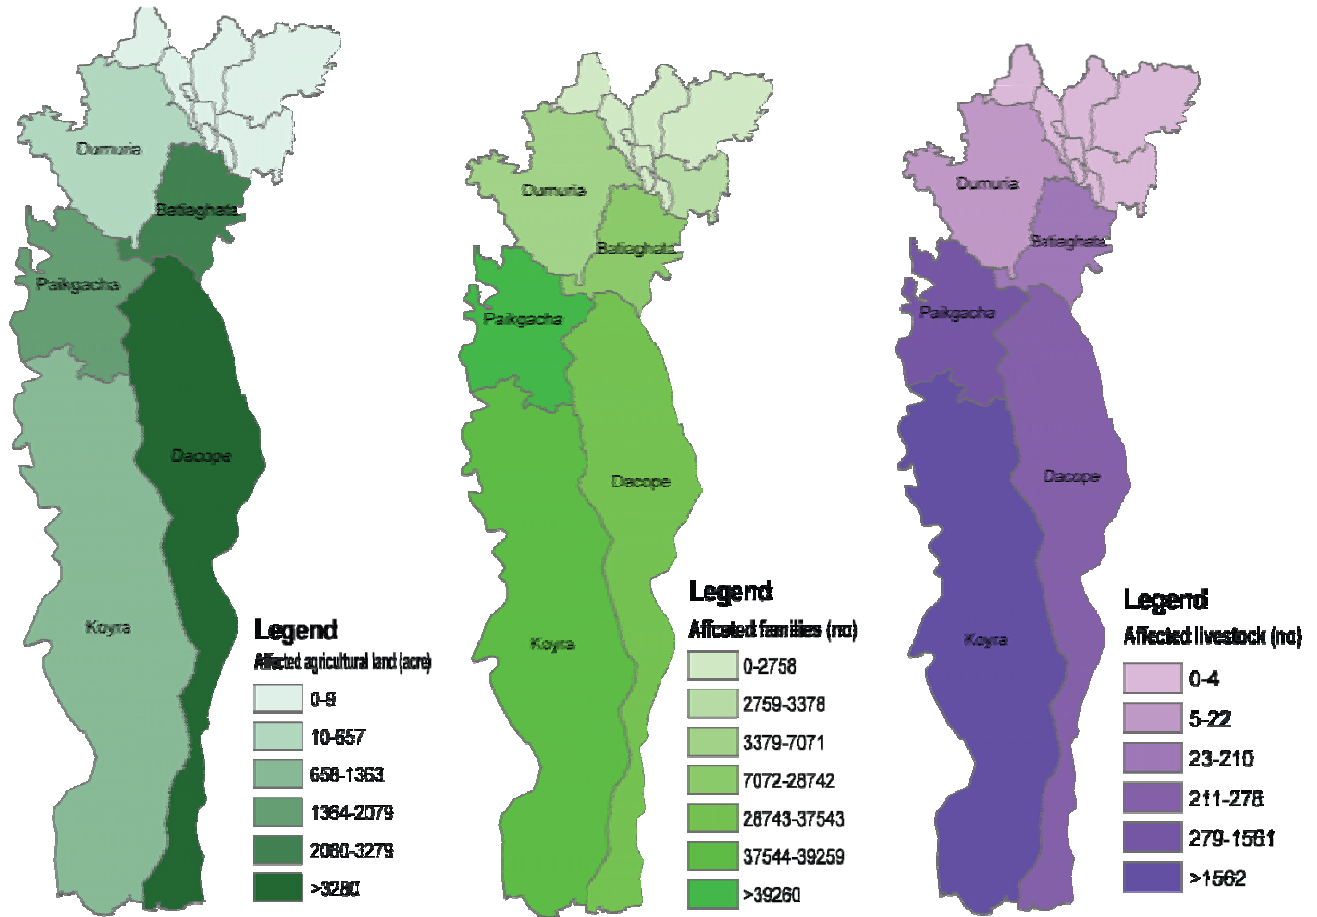 Dumuria
Batiaghata
Paikgacha
Dacope
Koyra
Legend
Affected agricultural land (acre)
0-9
10-657
658-1363
1364-2079
2080-3279
>3280
Dumuria
Batiaghata
Paikgacha
Dacope
Koyra
Legend
Affceted families (no)
0-2758
2759-3378
3379-7071
7072-28742
28743-37543
37544-39259
>39260
Dumuria
Batiaghata
Paikgacha
Dacope
Koyra
Legend
Affected livestock (no)
0-4
5-22
23-210
211-278
279-1561
>1562